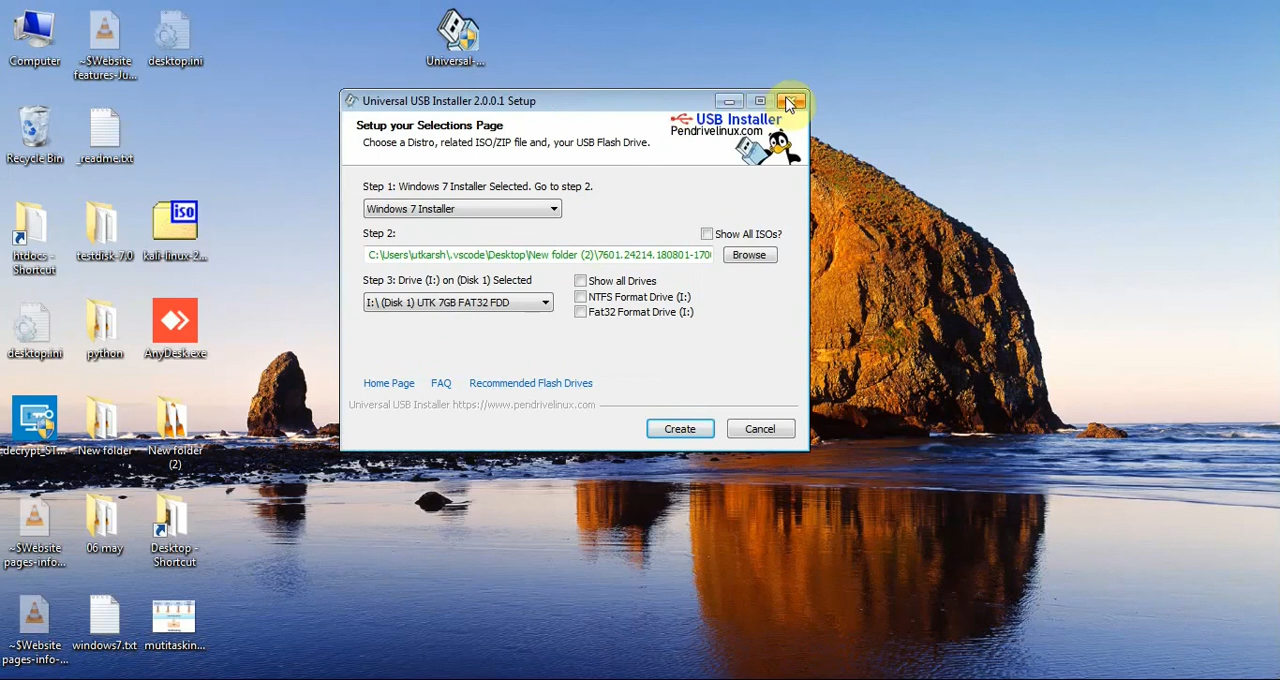 Computer
~$Website
features-Ju...
desktop.ini
Universal-...
Recycle Bin
_readme.txt
htdocs -
Shortcut
testdisk-7.0
iso
kali-linux-2...
desktop.ini
python
AnyDesk.exe
decrypt_ST...
New folder
New folder
(2)
~$Website
pages-info...
06 may
Desktop -
Shortcut
~$Website
pages-info-...
windows7.txt
mutitaskin...
Universal USB Installer 2.0.0.1 Setup
Setup your Selections Page
Choose a Distro, related ISO/ZIP file and, your USB Flash Drive.
USB Installer
Pendrivelinux.com
Step 1: Windows 7 Installer Selected. Go to step 2.
Windows 7 Installer
Step 2:
Show All ISOs?
C:\Users\utkarsh\.vscode\Desktop\New folder (2)\7601.24214.180801-170
Browse
Step 3: Drive (I:) on (Disk 1) Selected
I:\ (Disk 1) UTK 7GB FAT32 FDD
Show all Drives
NTFS Format Drive (I:)
Fat32 Format Drive (I:)
Home Page FAQ Recommended Flash Drives
Universal USB Installer https://www.pendrivelinux.com
Create
Cancel